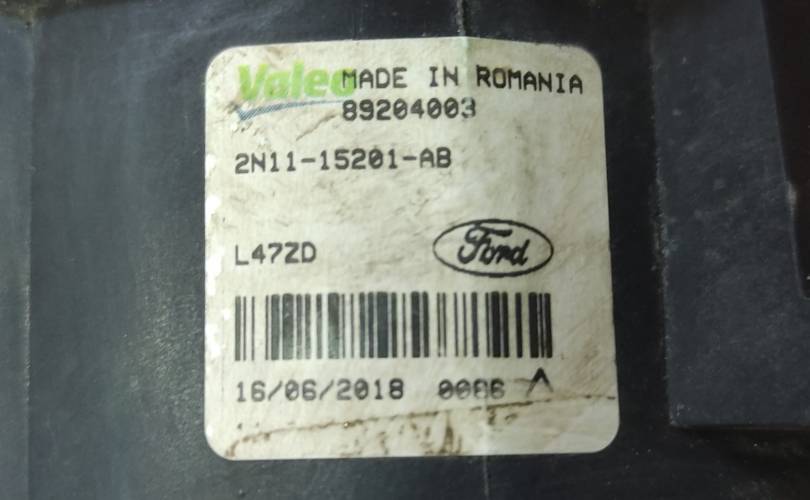 Valeo MADE IN ROMANIA
89204003
2N11-15201-AB
L47ZD Ford
16/06/2018 0086